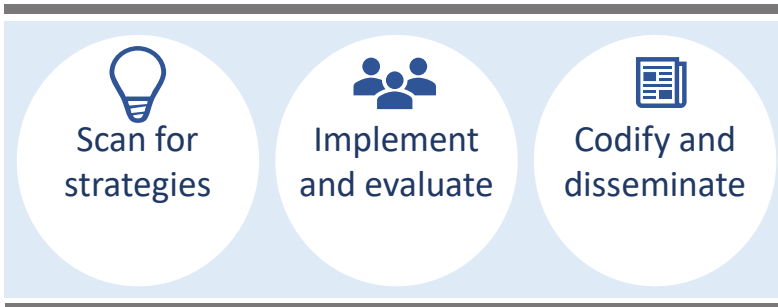 Scan for
strategies
Implement
and evaluate
Codify and
disseminate